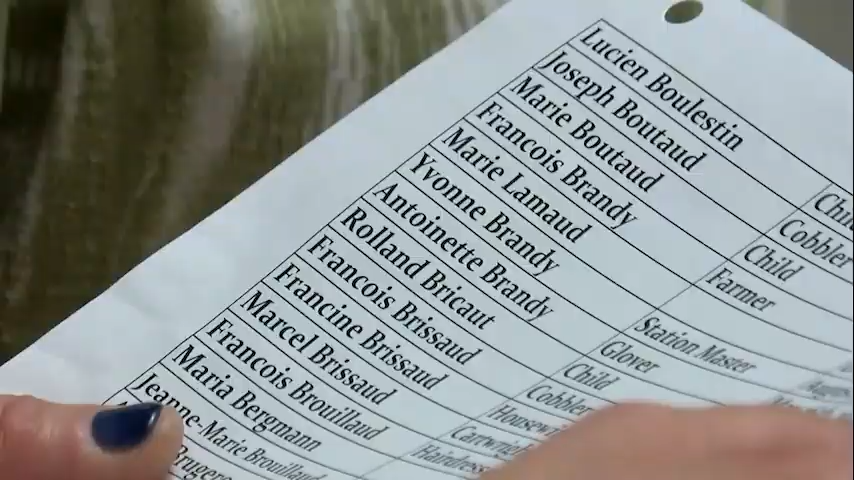 Lucien Boulestin
Joseph Boutaud Cobbler
Marie Boutaud Child
Francois Brandy Farmer
Marie Lamaud
Yvonne Brandy Station Master
Antoinette Brandy Glover
Rolland Bricaut Child
Francois Brissaud Cobbler
Francine Brissaud
Marcel Brissaud Cartwright
Francois Brouillaud
Maria Bergmann
Jeanne-Marie Brouillaud